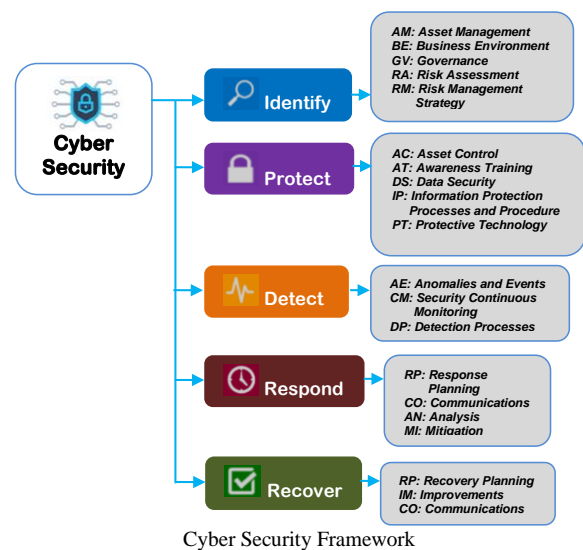 Cyber
Security
Identify
AM: Asset Management
BE: Business Environment
GV: Governance
RA: Risk Assessment
RM: Risk Management
Strategy
Protect
AC: Asset Control
AT: Awareness Training
DS: Data Security
IP: Information Protection
Processes and Procedure
PT: Protective Technology
Detect
AE: Anomalies and Events
CM: Security Continuous
Monitoring
DP: Detection Processes
Respond
RP: Response
Planning
CO: Communications
AN: Analysis
MI: Mitigation
Recover
RP: Recovery Planning
IM: Improvements
CO: Communications
Cyber Security Framework